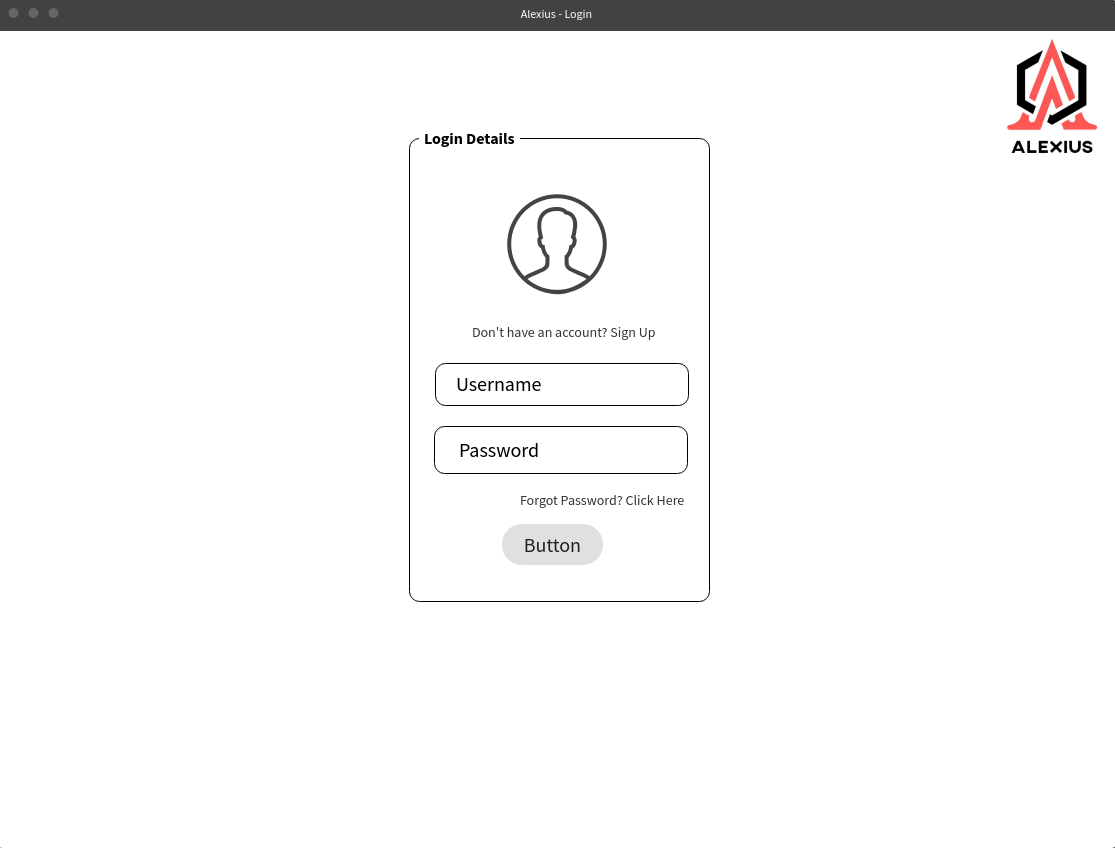 Alexius - Login
ALEXIUS
Login Details
Don't have an account? Sign Up
Username
Password
Forgot Password? Click Here
Button